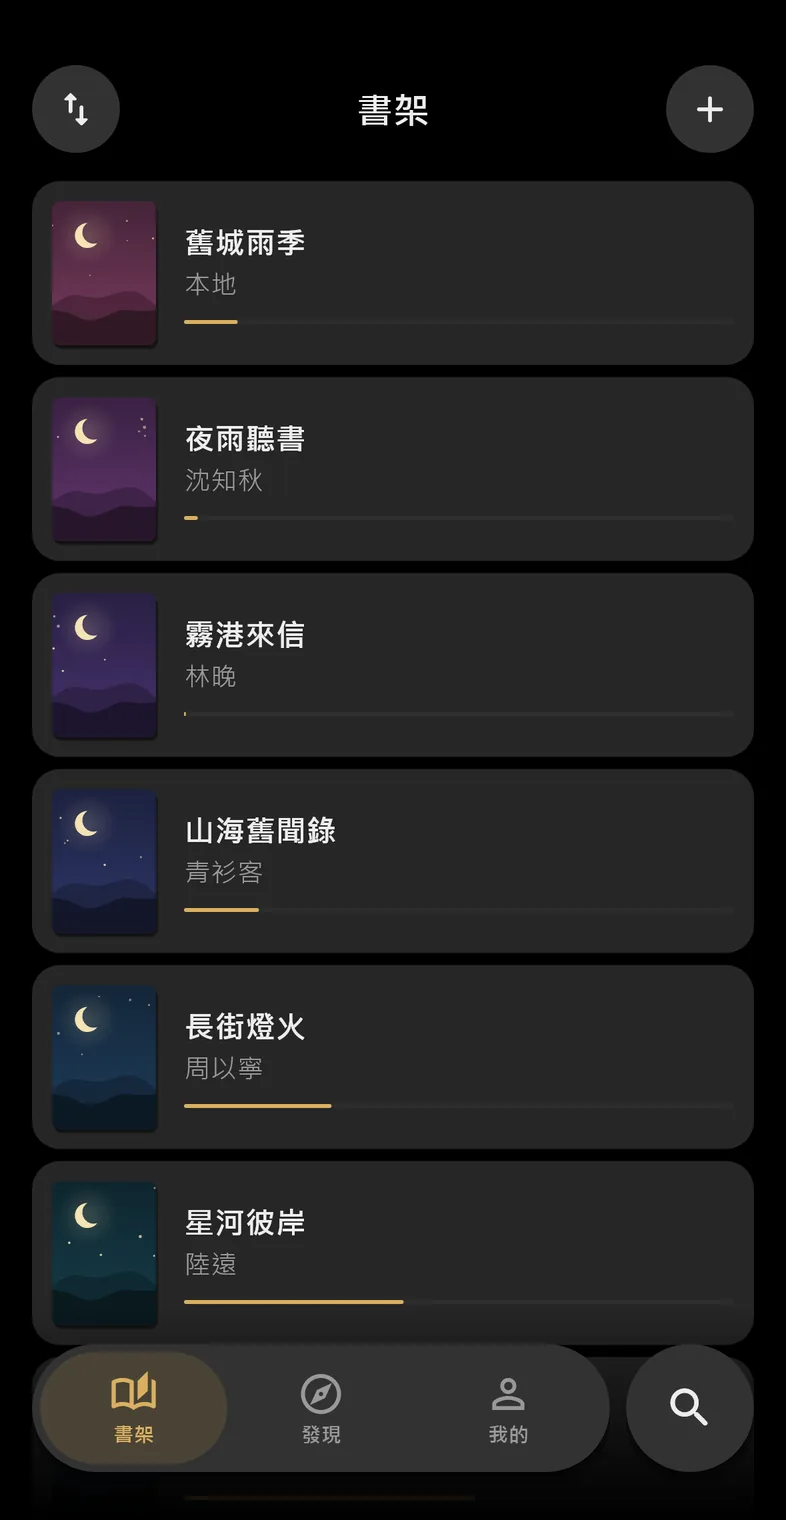 書架
舊城雨季
本地
夜雨聽書
沈知秋
霧港來信
林晚
山海舊聞錄
青衫客
長街燈火
周以寧
星河彼岸
陸遠
書架
發現
我的